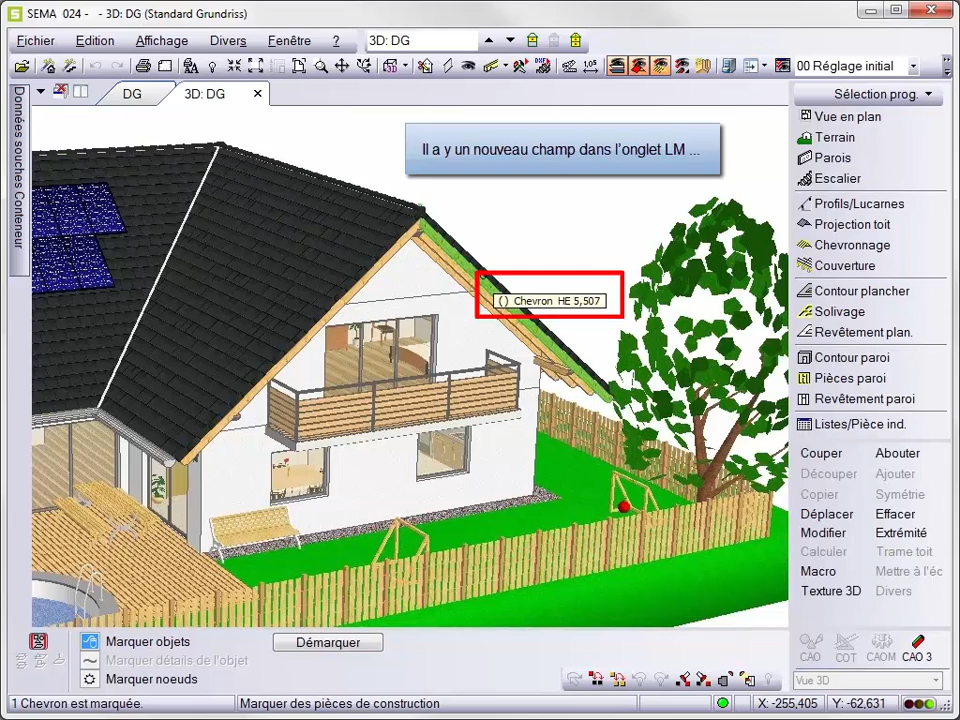 SEMA 024 - - 3D: DG (Standard Grundriss)
Fichier Edition Affichage Divers Fenêtre ? 3D: DG
00 Réglage initial
DG 3D: DG
Données souches Conteneur
Il a y un nouveau champ dans l'onglet LM ...
() Chevron HE 5,507
Sélection prog.
Vue en plan
Terrain
Parois
Escalier
Profils/Lucarnes
Projection toit
Chevronnage
Couverture
Contour plancher
Solivage
Revêtement plan.
Contour paroi
Pièces paroi
Revêtement paroi
Listes/Pièce ind.
Couper Abouter
Découper Ajouter
Copier Symétrie
Déplacer Effacer
Modifier Extrémité
Calculer Trame toit
Macro Mettre à l'éc
Texture 3D Divers
CAO COT CAOM CAO 3
Vue 3D
Marquer objets Démarquer
Marquer détails de l'objet
Marquer noeuds
1 Chevron est marquée. Marquer des pièces de construction X: -255,405 Y: -62,631